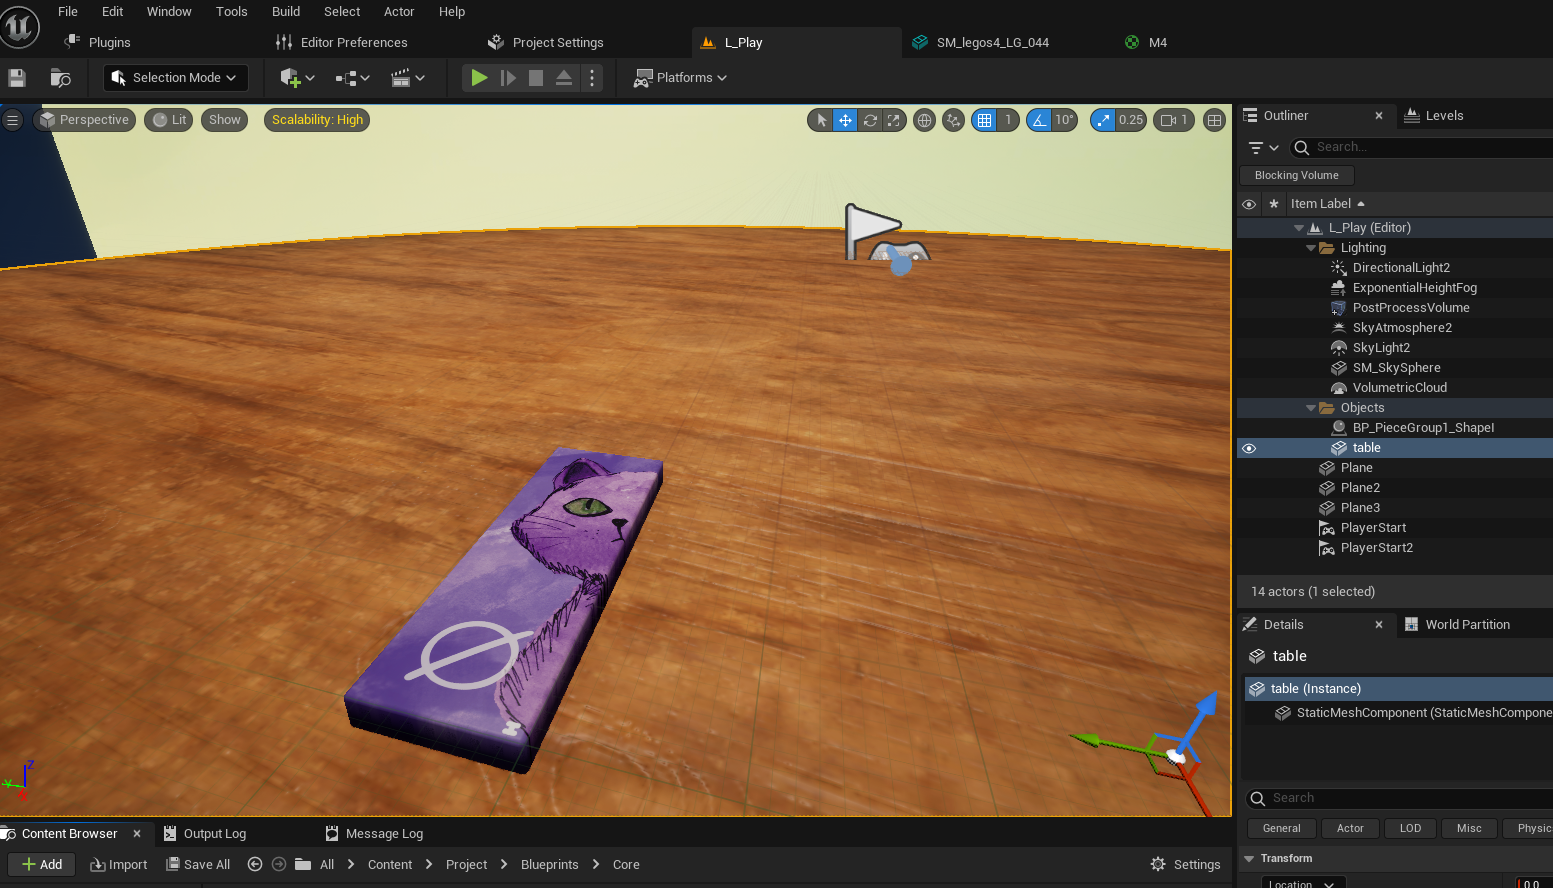 File Edit Window Tools Build Select Actor Help
Plugins Editor Preferences Project Settings L_Play SM_legos4_LG_044 M4
Selection Mode Platforms
Perspective Lit Show Scalability: High 1 10° 0.25 1
Outliner Levels
Search...
Blocking Volume
Item Label
L_Play (Editor)
Lighting
DirectionalLight2
ExponentialHeightFog
PostProcessVolume
SkyAtmosphere2
SkyLight2
SM_SkySphere
VolumetricCloud
Objects
BP_PieceGroup1_ShapeI
table
Plane
Plane2
Plane3
PlayerStart
PlayerStart2
14 actors (1 selected)
Details World Partition
table
table (Instance)
StaticMeshComponent (StaticMeshCompone
Search
General Actor LOD Misc Physic
Transform
Location 0.0
Z
Y
X
Content Browser Output Log Message Log
Add Import Save All All Content Project Blueprints Core Settings